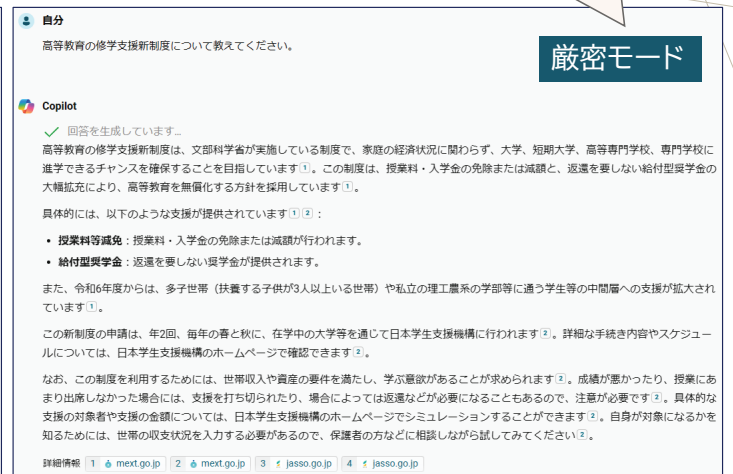 自分
高等教育の修学支援新制度について教えてください。
厳密モード
Copilot
回答を生成しています...
高等教育の修学支援新制度は、文部科学省が実施している制度で、家庭の経済状況に関わらず、大学、短期大学、高等専門学校、専門学校に
進学できるチャンスを確保することを目指しています 1 。この制度は、授業料・入学金の免除または減額と、返還を要しない給付型奨学金の
大幅拡充により、高等教育を無償化する方針を採用しています 1 。
具体的には、以下のような支援が提供されています 1 2 ：
• 授業料等減免：授業料・入学金の免除または減額が行われます。
• 給付型奨学金：返還を要しない奨学金が提供されます。
また、令和6年度からは、多子世帯（扶養する子供が3人以上いる世帯）や私立の理工農系の学部等に通う学生等の中間層への支援が拡大され
ています 1 。
この新制度の申請は、年2回、毎年の春と秋に、在学中の大学等を通じて日本学生支援機構に行われます 2 。詳細な手続き内容やスケジュー
ルについては、日本学生支援機構のホームページで確認できます 2 。
なお、この制度を利用するためには、世帯収入や資産の要件を満たし、学ぶ意欲があることが求められます 2 。成績が悪かったり、授業にあ
まり出席しなかった場合には、支援を打ち切られたり、場合によっては返還などが必要になることもあるので、注意が必要です 2 。具体的な
支援の対象者や支援の金額については、日本学生支援機構のホームページでシミュレーションすることができます 2 。自身が対象になるかを
知るためには、世帯の収支状況を入力する必要があるので、保護者の方などに相談しながら試してみてください 2 。
詳細情報 1 mext.go.jp 2 mext.go.jp 3 jasso.go.jp 4 jasso.go.jp